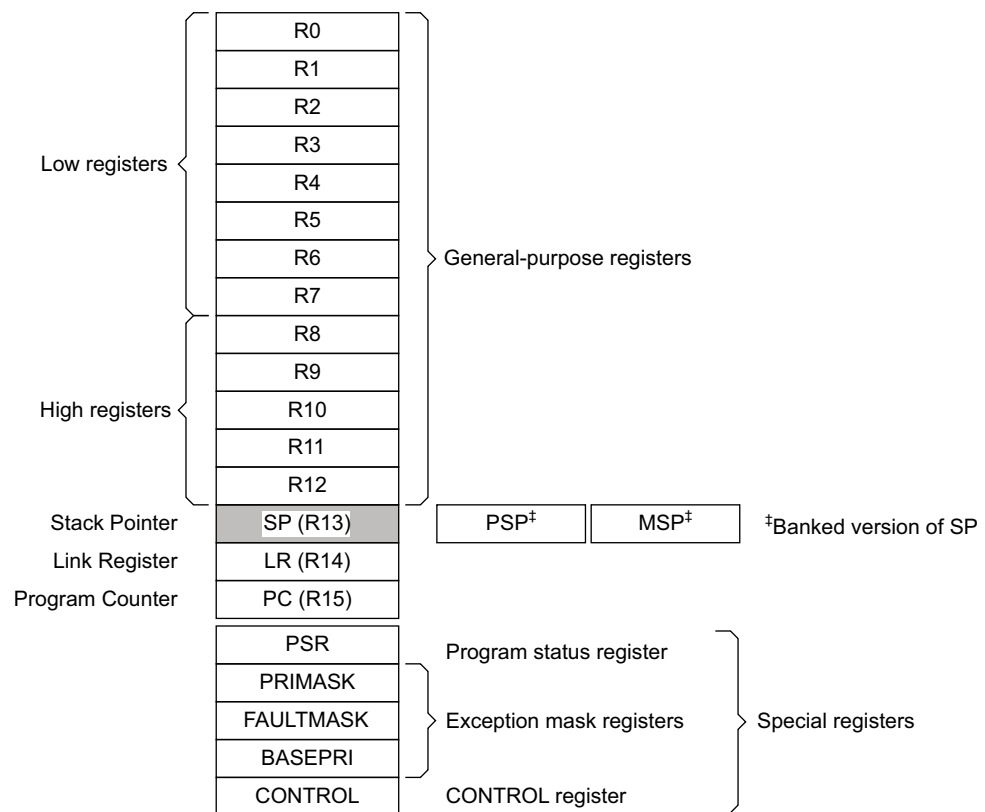 R0
R1
R2
R3
Low registers
R4
R5
R6
General-purpose registers
R7
R8
R9
High registers
R10
R11
R12
Stack Pointer
SP (R13)
PSP‡
MSP‡
‡Banked version of SP
Link Register
LR (R14)
Program Counter
PC (R15)
PSR
Program status register
PRIMASK
FAULTMASK
Exception mask registers
Special registers
BASEPRI
CONTROL
CONTROL register